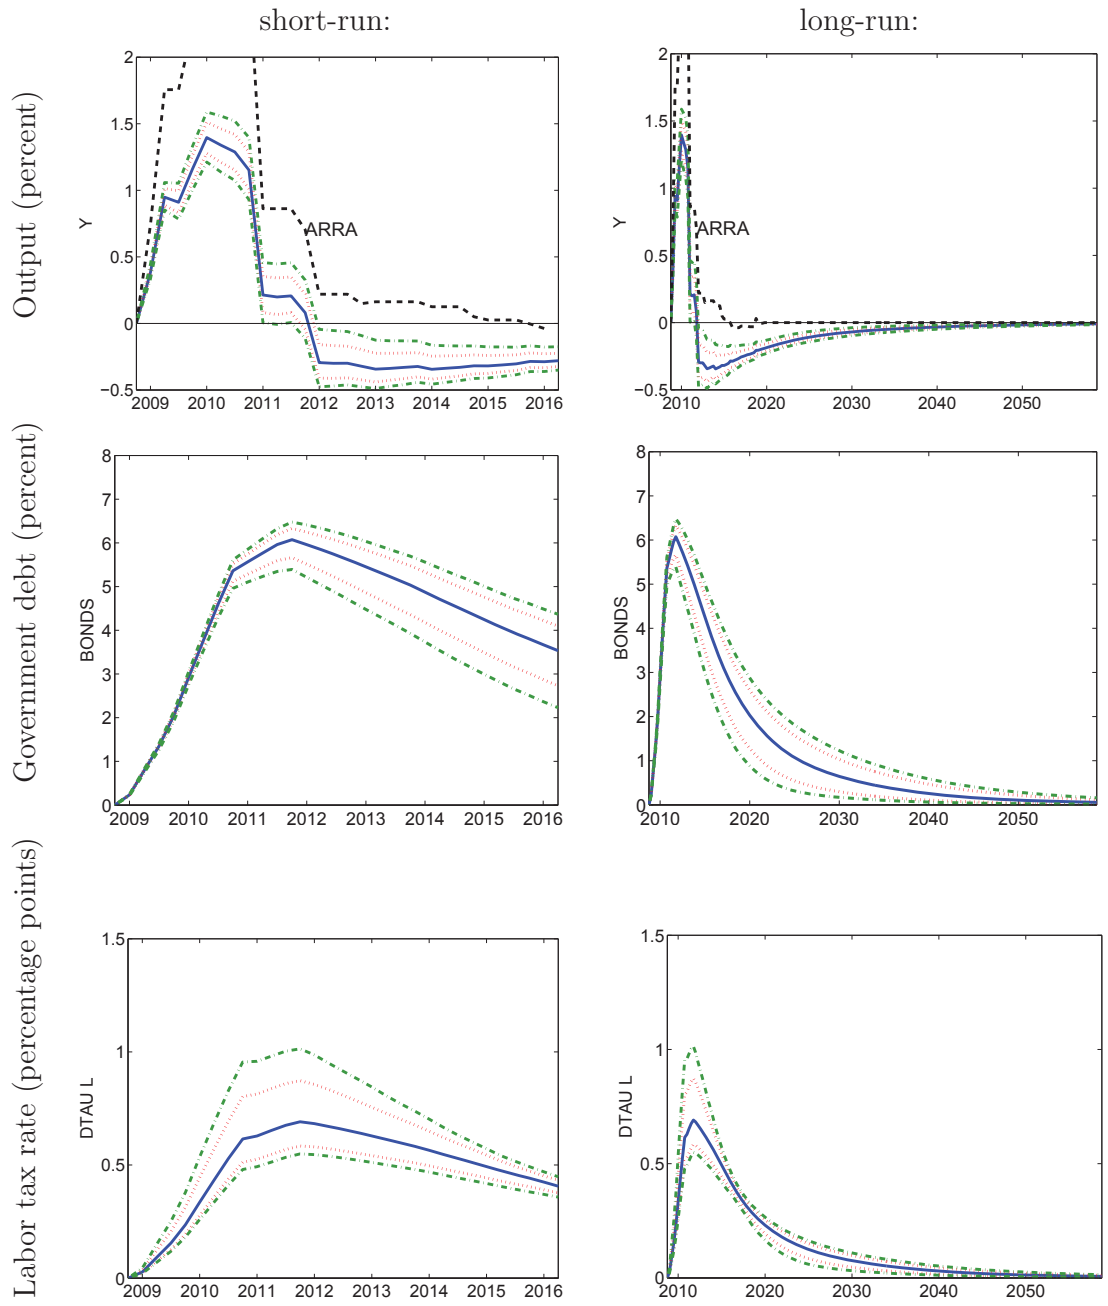 short-run:
long-run:
Output (percent)
Y
2
1.5
1
0.5
0
−0.5
ARRA
2009 2010 2011 2012 2013 2014 2015 2016
Y
2
1.5
1
0.5
0
−0.5
ARRA
2010 2020 2030 2040 2050
Government debt (percent)
BONDS
8
7
6
5
4
3
2
1
0
2009 2010 2011 2012 2013 2014 2015 2016
BONDS
8
7
6
5
4
3
2
1
0
2010 2020 2030 2040 2050
Labor tax rate (percentage points)
DTAU L
1.5
1
0.5
0
2009 2010 2011 2012 2013 2014 2015 2016
DTAU L
1.5
1
0.5
0
2010 2020 2030 2040 2050